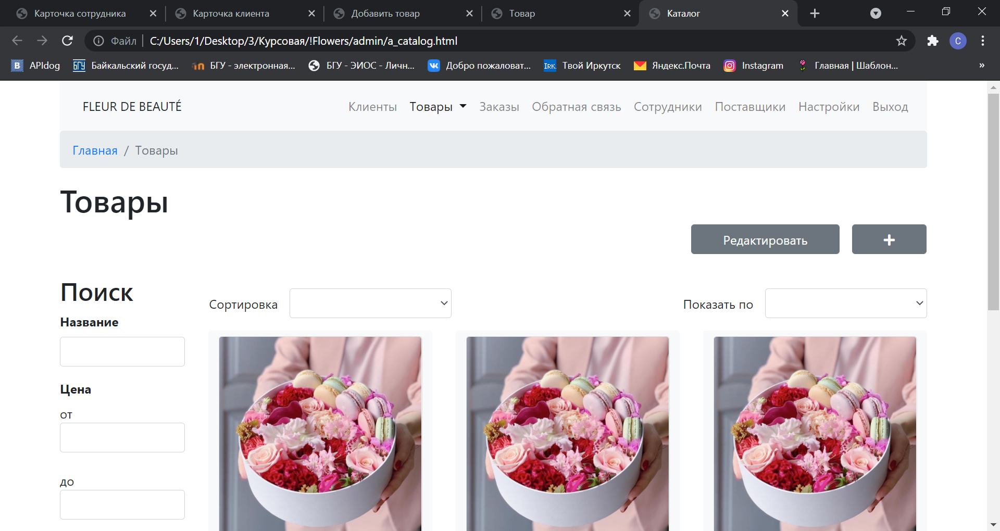 Карточка сотрудника
Карточка клиента
Добавить товар
Товар
Каталог
Файл
C:/Users/1/Desktop/3/Курсовая/!Flowers/admin/a_catalog.html
С
B
APIdog
БГУ
Байкальский госуд...
БГУ - электронная...
БГУ - ЭИОС - Личн...
Добро пожаловат...
IRK.
Твой Иркутск
Яндекс.Почта
Instagram
Главная | Шаблон...
»
FLEUR DE BEAUTÉ
Клиенты
Товары
Заказы
Обратная связь
Сотрудники
Поставщики
Настройки
Выход
Главная / Товары
Товары
Редактировать
Поиск
Сортировка
Показать по
Название
Цена
от
до